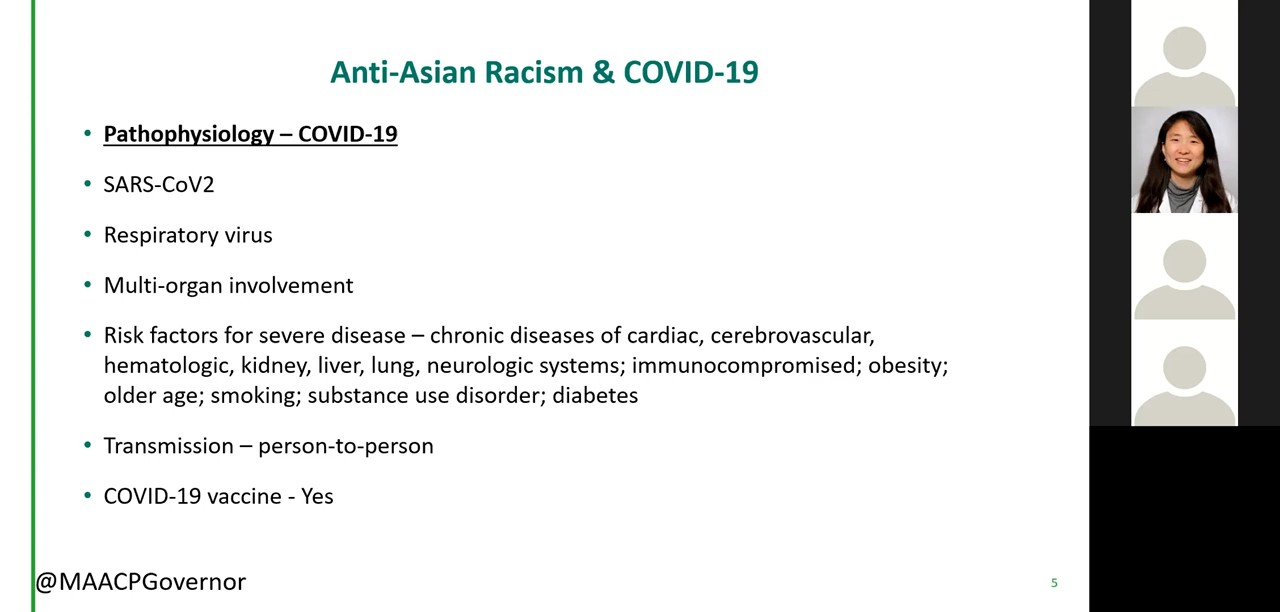 Anti-Asian Racism & COVID-19
• Pathophysiology – COVID-19
• SARS-CoV2
• Respiratory virus
• Multi-organ involvement
• Risk factors for severe disease – chronic diseases of cardiac, cerebrovascular,
hematologic, kidney, liver, lung, neurologic systems; immunocompromised; obesity;
older age; smoking; substance use disorder; diabetes
• Transmission – person-to-person
• COVID-19 vaccine - Yes
@MAACPGovernor
5